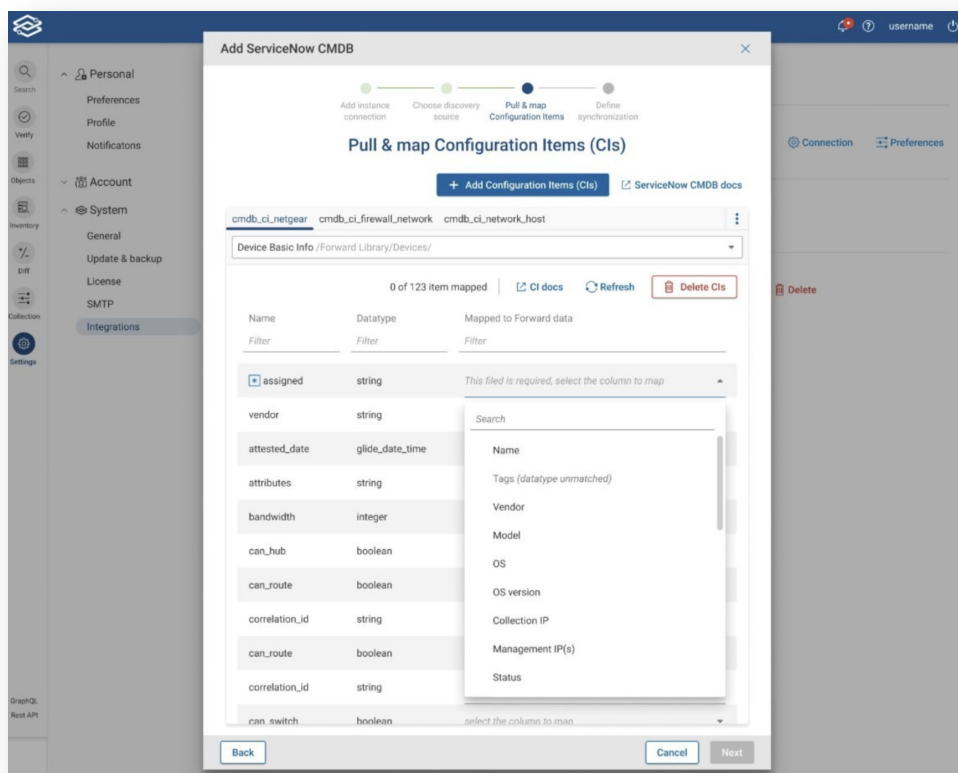 username
Add ServiceNow CMDB
Search
Verify
Objects
Inventory
Diff
Collection
Settings
GraphQL
Rest API
Personal
Preferences
Profile
Notificatons
Account
System
General
Update & backup
License
SMTP
Integrations
Add instance connection
Choose discovery source
Pull & map Configuration Items
Define synchronization
Pull & map Configuration Items (CIs)
+ Add Configuration Items (CIs)
ServiceNow CMDB docs
cmdb_ci_netgear cmdb_ci_firewall_network cmdb_ci_network_host
Device Basic Info /Forward Library/Devices/
0 of 123 item mapped CI docs Refresh Delete CIs
Name Datatype Mapped to Forward data
Filter Filter Filter
* assigned string This filed is required, select the column to map
vendor string
attested_date glide_date_time
attributes string
bandwidth integer
can_hub boolean
can_route boolean
correlation_id string
can_route boolean
correlation_id string
can_switch boolean select the column to map
Search
Name
Tags (datatype unmatched)
Vendor
Model
OS
OS version
Collection IP
Management IP(s)
Status
Back Cancel Next
Connection Preferences
Delete